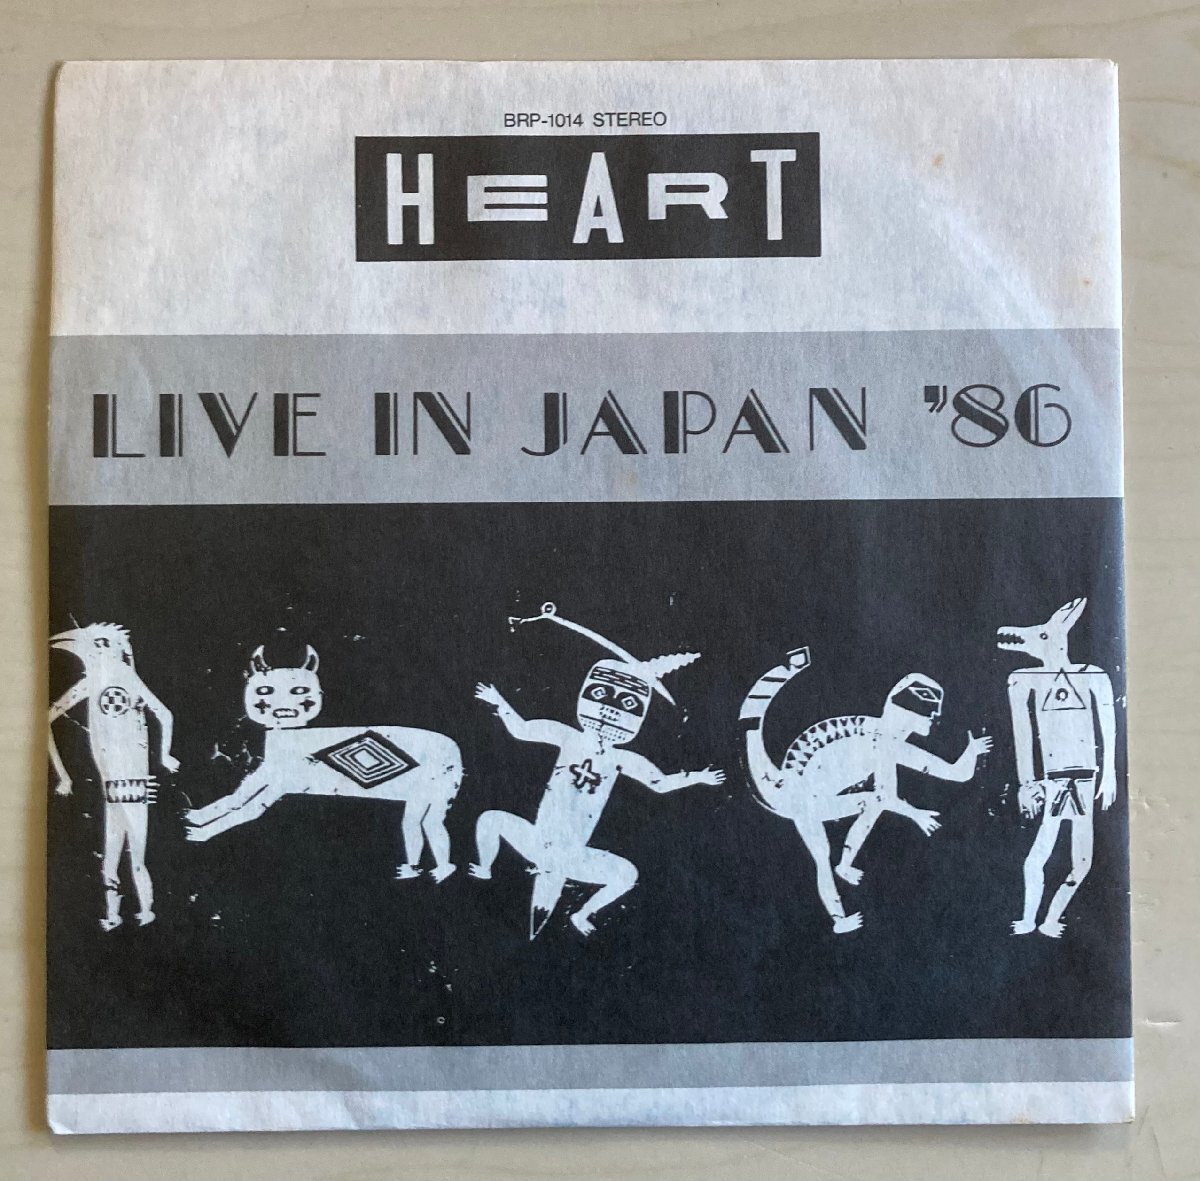 BRP-1014 STEREO
HEART
LIVE IN JAPAN '86